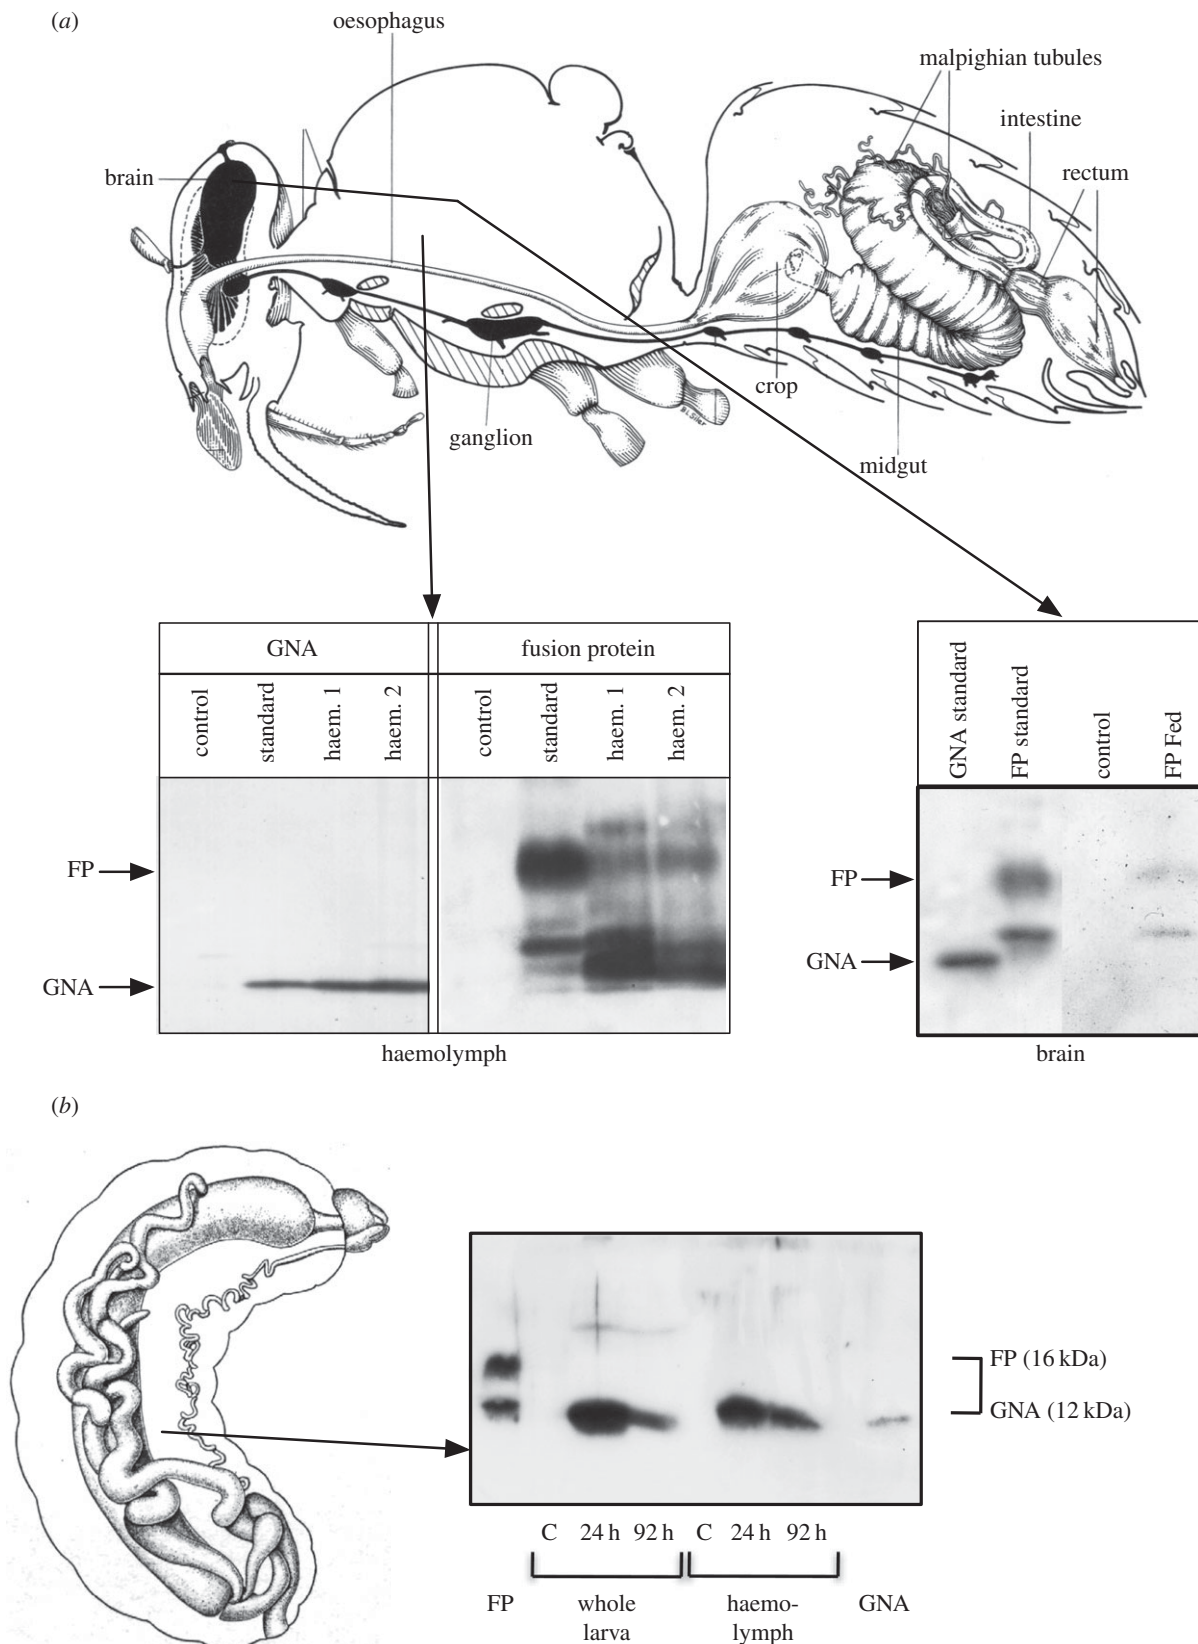 (a)
oesophagus
malpighian tubules
intestine
rectum
brain
crop
ganglion
midgut
GNA
fusion protein
control
standard
haem. 1
haem. 2
control
standard
haem. 1
haem. 2
FP
GNA
haemolymph
GNA standard
FP standard
control
FP Fed
FP
GNA
brain
(b)
FP (16 kDa)
GNA (12 kDa)
C 24 h 92 h C 24 h 92 h
FP whole haemo- GNA
larva lymph